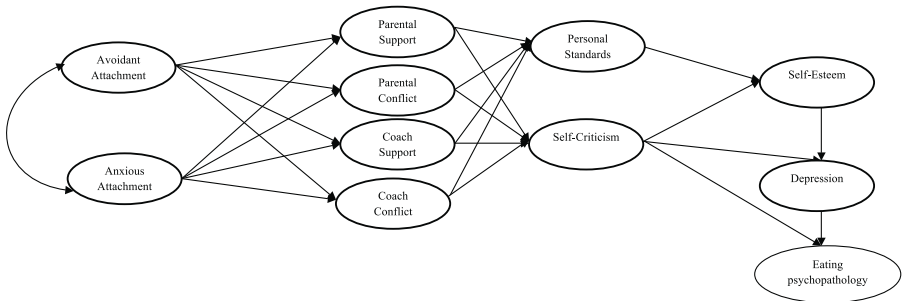 Avoidant
Attachment
Anxious
Attachment
Parental
Support
Parental
Conflict
Coach
Support
Coach
Conflict
Personal
Standards
Self-Criticism
Self-Esteem
Depression
Eating
psychopathology